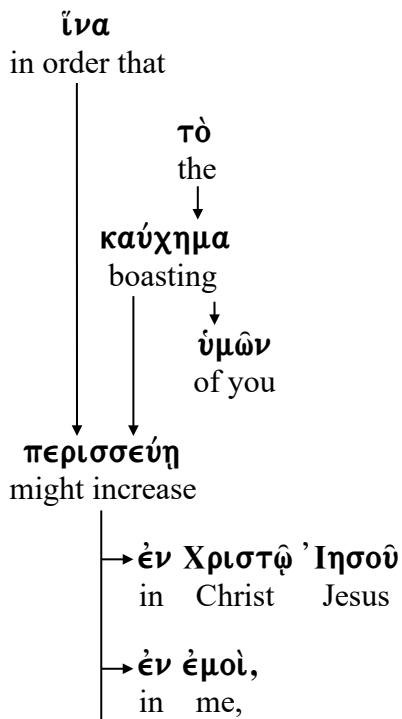 ἵνα
in order that
τὸ
the
καύχημα
boasting
ὑμῶν
of you
περισσεύῃ
might increase
ἐν Χριστῷ Ἰησοῦ
in Christ Jesus
ἐν ἐμοὶ,
in me,